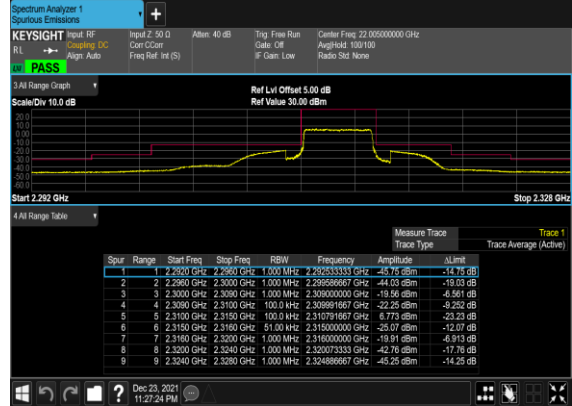 Spectrum Analyzer 1
Spurious Emissions
+
KEYSIGHT Input: RF
RL
Coupling: DC
Align: Auto
Input Z: 50 Ω
Corr CCorr
Freq Ref: Int (S)
Atten: 40 dB
Trig: Free Run
Gate: Off
IF Gain: Low
Center Freq: 22.005000000 GHz
Avg|Hold: 100/100
Radio Std: None
LW PASS
3 All Range Graph
Scale/Div 10.0 dB
Ref Lvl Offset 5.00 dB
Ref Value 30.00 dBm
20.0
10.0
0.00
-10.0
-20.0
-30.0
-40.0
-50.0
-60.0
Start 2.292 GHz
Stop 2.328 GHz
4 All Range Table
Measure Trace Trace 1
Trace Type Trace Average (Active)
Spur Range Start Freq Stop Freq RBW Frequency Amplitude ΔLimit
1 1 2.2920 GHz 2.2960 GHz 1.000 MHz 2.292533333 GHz -45.75 dBm -14.75 dB
2 2 2.2960 GHz 2.3000 GHz 1.000 MHz 2.299586667 GHz -44.03 dBm -19.03 dB
3 3 2.3000 GHz 2.3090 GHz 1.000 MHz 2.309000000 GHz -19.56 dBm -6.561 dB
4 4 2.3090 GHz 2.3100 GHz 100.0 kHz 2.309991667 GHz -22.25 dBm -9.252 dB
5 5 2.3100 GHz 2.3150 GHz 100.0 kHz 2.310791667 GHz 6.773 dBm -23.23 dB
6 6 2.3150 GHz 2.3160 GHz 51.00 kHz 2.315000000 GHz -25.07 dBm -12.07 dB
7 7 2.3160 GHz 2.3200 GHz 1.000 MHz 2.316000000 GHz -19.91 dBm -6.913 dB
8 8 2.3200 GHz 2.3240 GHz 1.000 MHz 2.320073333 GHz -42.76 dBm -17.76 dB
9 9 2.3240 GHz 2.3280 GHz 1.000 MHz 2.324886667 GHz -45.25 dBm -14.25 dB
?
Dec 23, 2021
11:27:24 PM